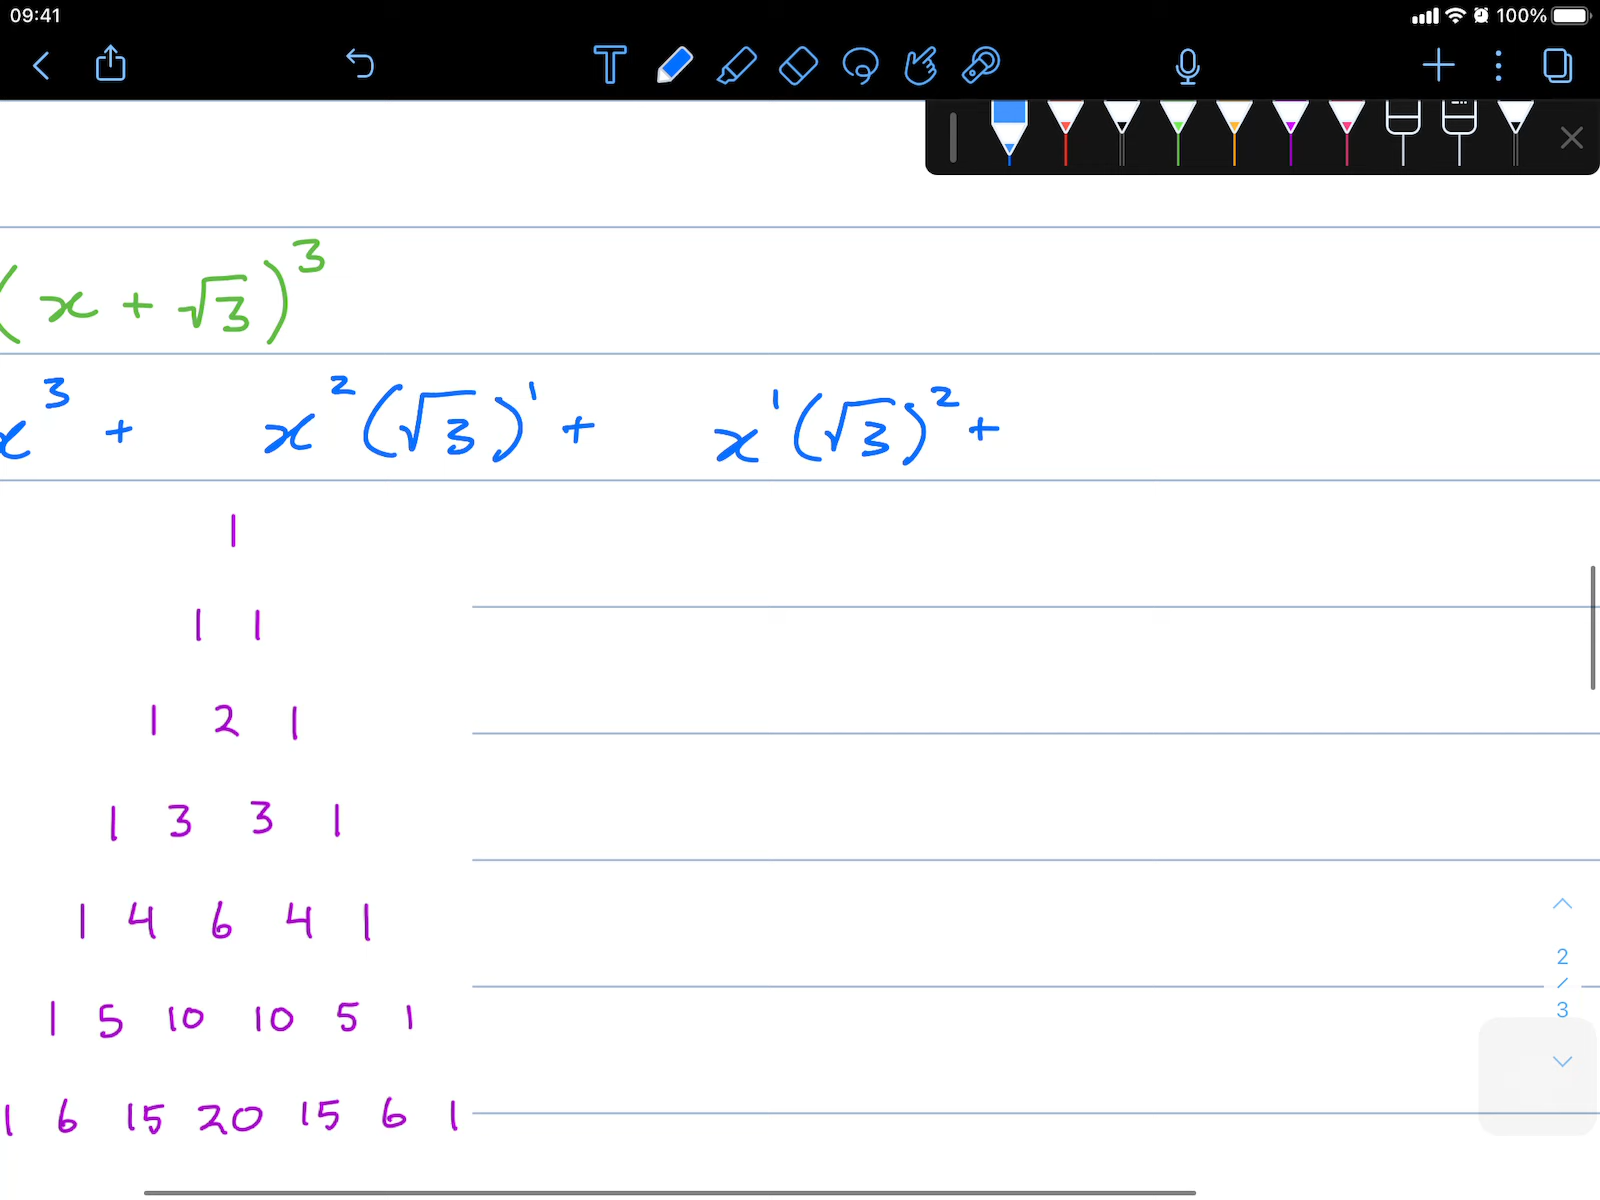 09:41 100%
T
(x + √3)³
x³ + x²(√3)¹ + x¹(√3)² +
1
1 1
1 2 1
1 3 3 1
1 4 6 4 1
1 5 10 10 5 1
1 6 15 20 15 6 1
2
/
3